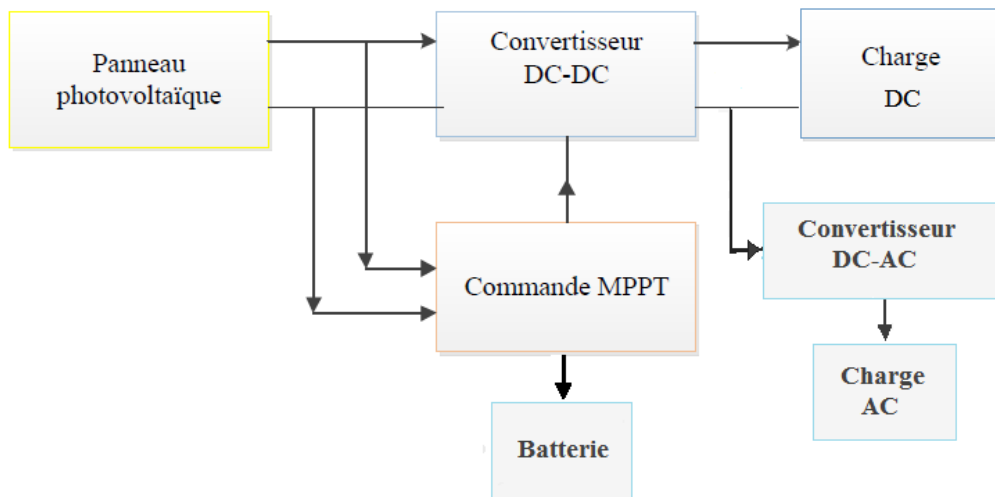 Panneau
photovoltaïque
Convertisseur
DC-DC
Charge
DC
Commande MPPT
Convertisseur
DC-AC
Charge
AC
Batterie